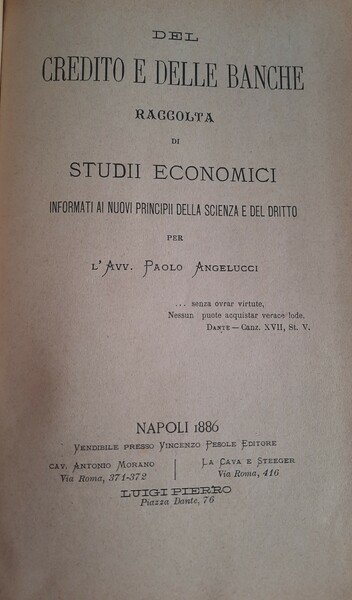 DEL
CREDITO E DELLE BANCHE
RACCOLTA
DI
STUDII ECONOMICI
INFORMATI AI NUOVI PRINCIPII DELLA SCIENZA E DEL DRITTO
PER
L'AVV. PAOLO ANGELUCCI
... senza ovrar virtute,
Nessun puote acquistar verace lode.
DANTE — Canz. XVII, St. V.
NAPOLI 1886
VENDIBILE PRESSO VINCENZO PESOLE EDITORE
CAV. ANTONIO MORANO
Via Roma, 371-372
LA CAVA E STEEGER
Via Roma, 416
LUIGI PIERRO
Piazza Dante, 76